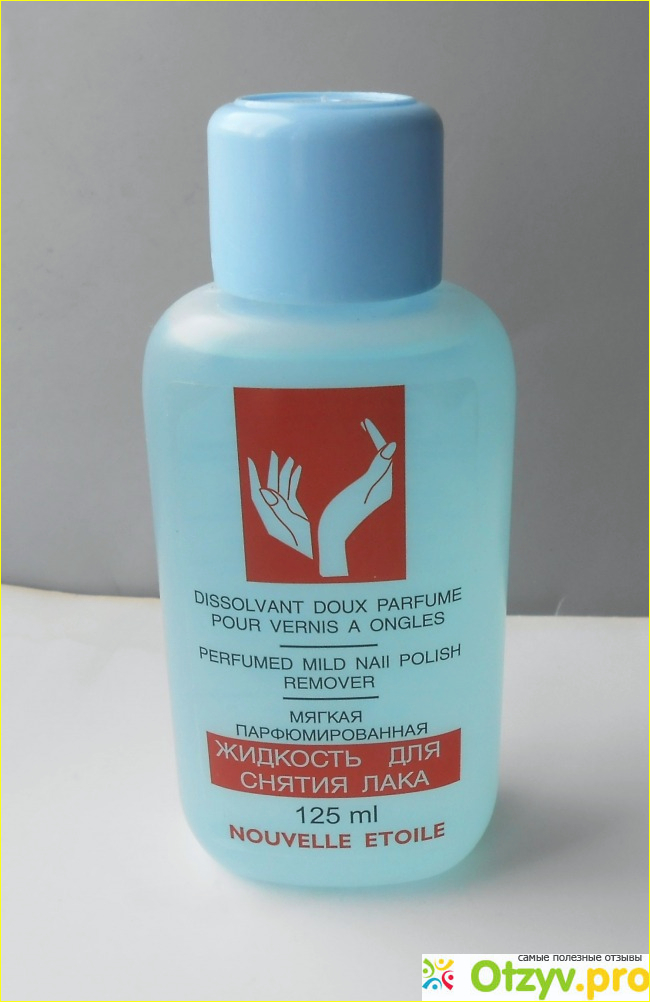 DISSOLVANT DOUX PARFUME
POUR VERNIS A ONGLES
PERFUMED MILD NAIl POLISH
REMOVER
МЯГКАЯ
ПАРФЮМИРОВАННАЯ
ЖИДКОСТЬ ДЛЯ
СНЯТИЯ ЛАКА
125 ml
NOUVELLE ETOILE
самые полезные отзывы
Otzyv.pro